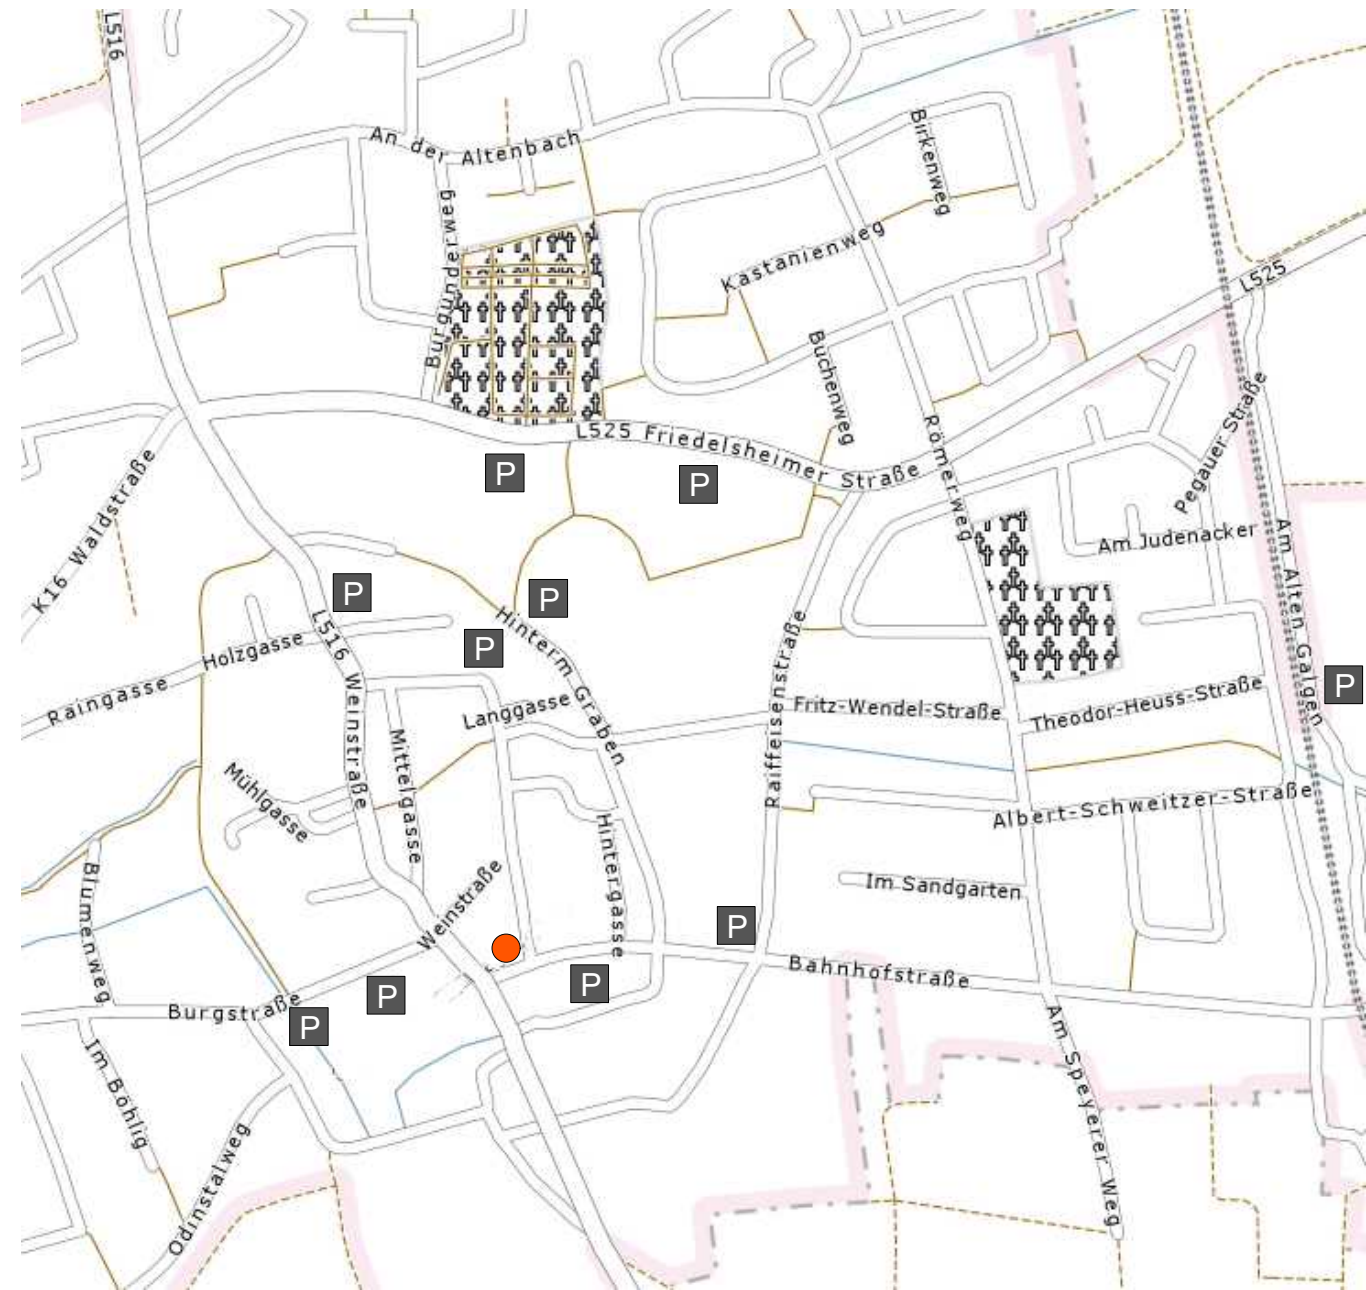 L516
An der Altenbach
Birkenweg
Burgunderweg
Kastanienweg
L525
Buchenweg
Pegauer Straße
L525 Friedelsheimer Straße
Römerweg
P
P
K16 Waldstraße
Am Judenacker
Am Alten Galgen
P
P
Hinterm Graben
L516
Holzgasse
P
Raffeisenstraße
Raingasse
Weinstraße
Langgasse
Fritz-Wendel-Straße
Theodor-Heuss-Straße
P
Mittelgasse
Mühlgasse
Albert-Schweitzer-Straße
Hintergasse
Blumenweg
Weinstraße
Im Sandgarten
P
Bahnhofstraße
P
P
Burgstraße
P
Im Böhlig
Am Speyerer Weg
Odinstalweg